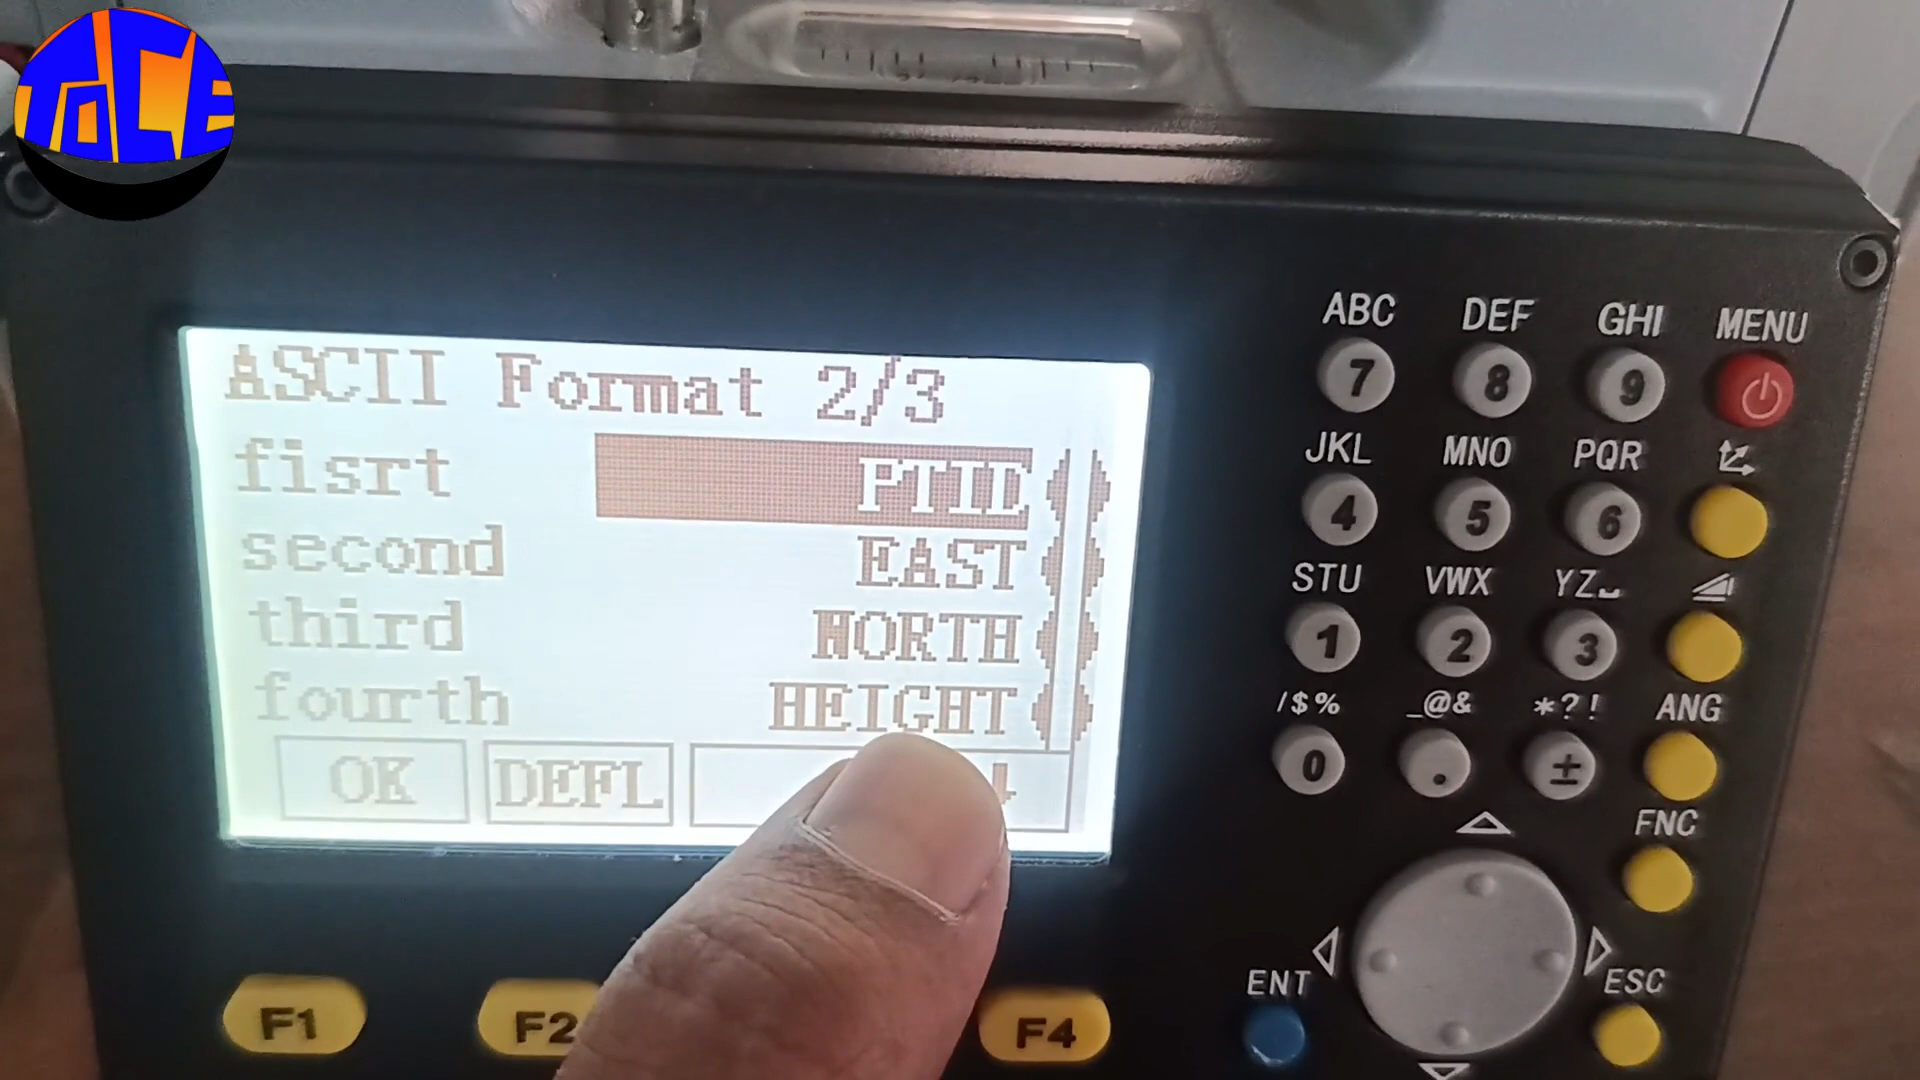 TOCE
ABC DEF GHI MENU
7 8 9
ASCII Format 2/3
fisrt PTID
second EAST
third NORTH
fourth HEIGHT
OK DEFL ↓
JKL MNO PQR
4 5 6
STU VWX YZ␣
1 2 3
/$% _@& *?! ANG
0 . ±
FNC
ENT ESC
F1 F2 F4